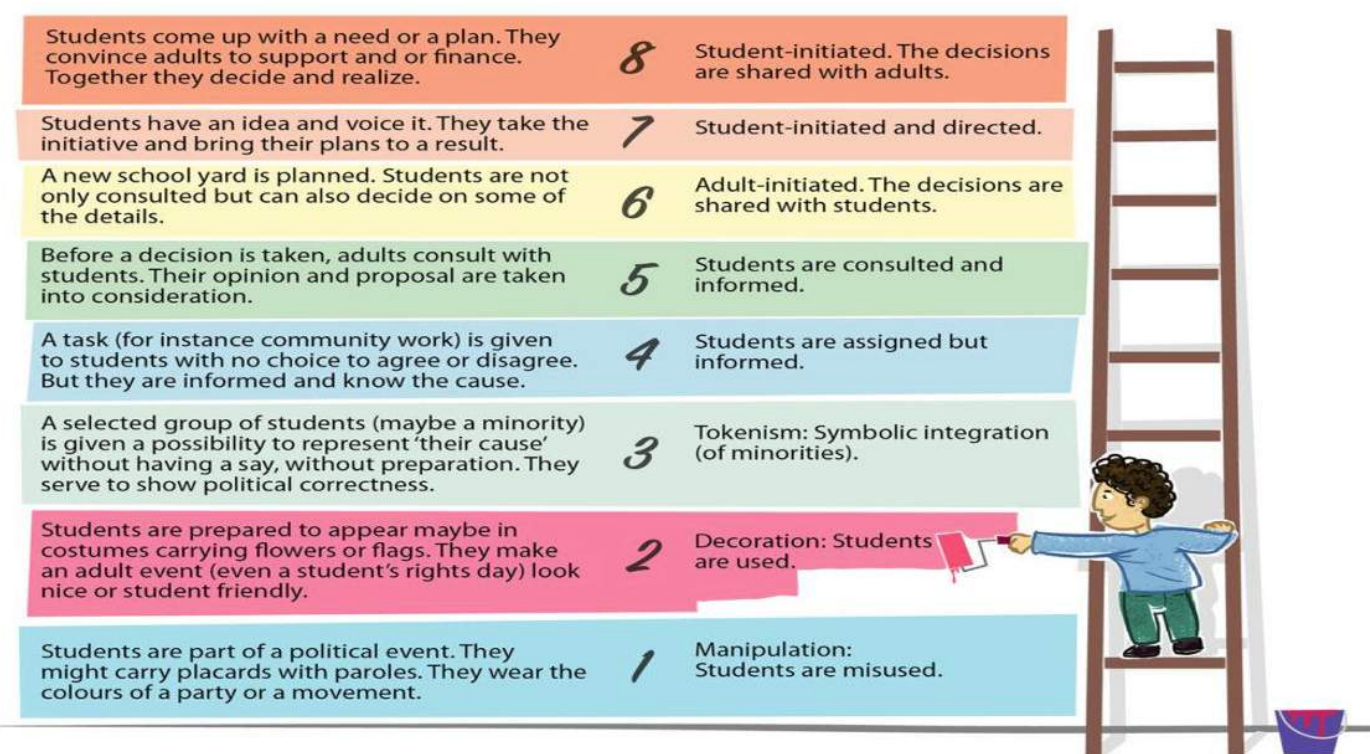 Students come up with a need or a plan. They
convince adults to support and or finance.
Together they decide and realize.
8
Student-initiated. The decisions
are shared with adults.
Students have an idea and voice it. They take the
initiative and bring their plans to a result.
7
Student-initiated and directed.
A new school yard is planned. Students are not
only consulted but can also decide on some of
the details.
6
Adult-initiated. The decisions are
shared with students.
Before a decision is taken, adults consult with
students. Their opinion and proposal are taken
into consideration.
5
Students are consulted and
informed.
A task (for instance community work) is given
to students with no choice to agree or disagree.
But they are informed and know the cause.
4
Students are assigned but
informed.
A selected group of students (maybe a minority)
is given a possibility to represent ‘their cause’
without having a say, without preparation. They
serve to show political correctness.
3
Tokenism: Symbolic integration
(of minorities).
Students are prepared to appear maybe in
costumes carrying flowers or flags. They make
an adult event (even a student’s rights day) look
nice or student friendly.
2
Decoration: Students
are used.
Students are part of a political event. They
might carry placards with paroles. They wear the
colours of a party or a movement.
1
Manipulation:
Students are misused.